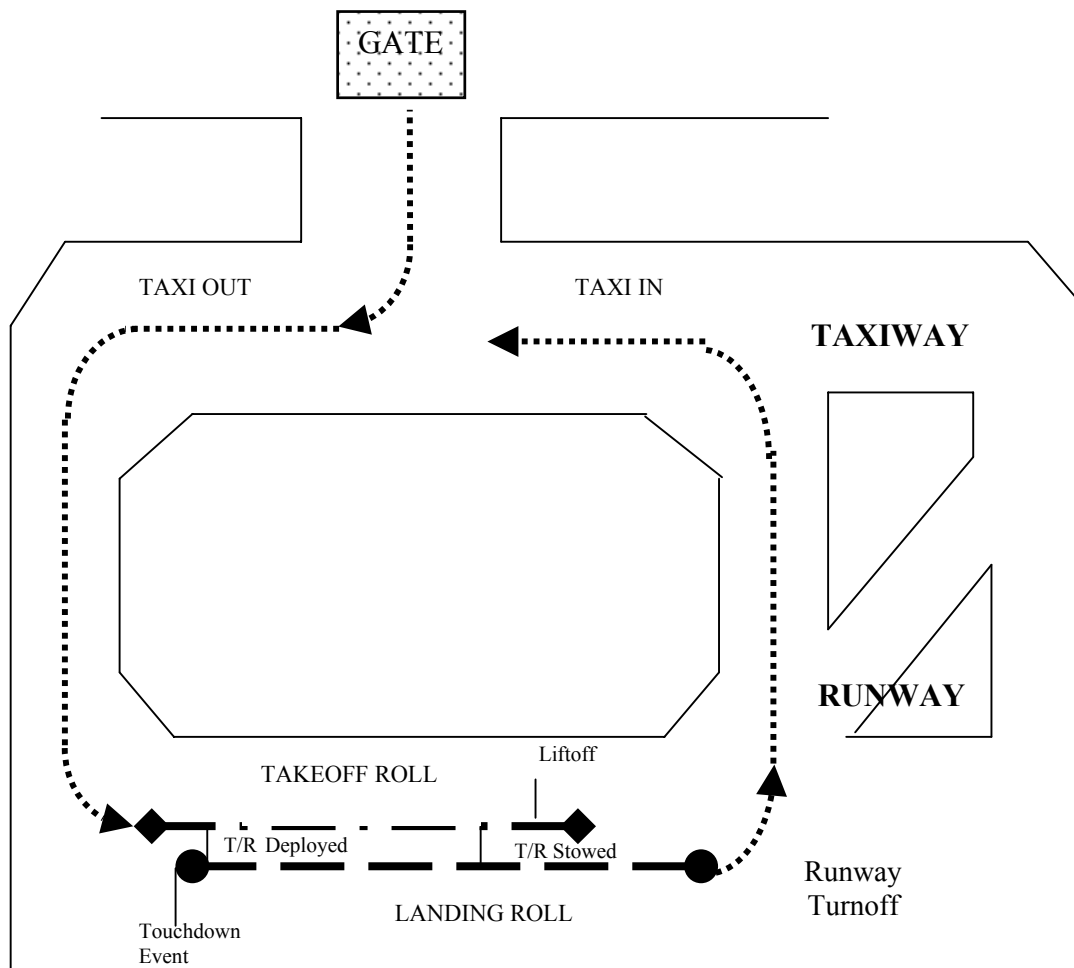 GATE
TAXI OUT
TAXI IN
TAXIWAY
RUNWAY
Liftoff
TAKEOFF ROLL
T/R Deployed
T/R Stowed
Runway
Turnoff
LANDING ROLL
Touchdown
Event